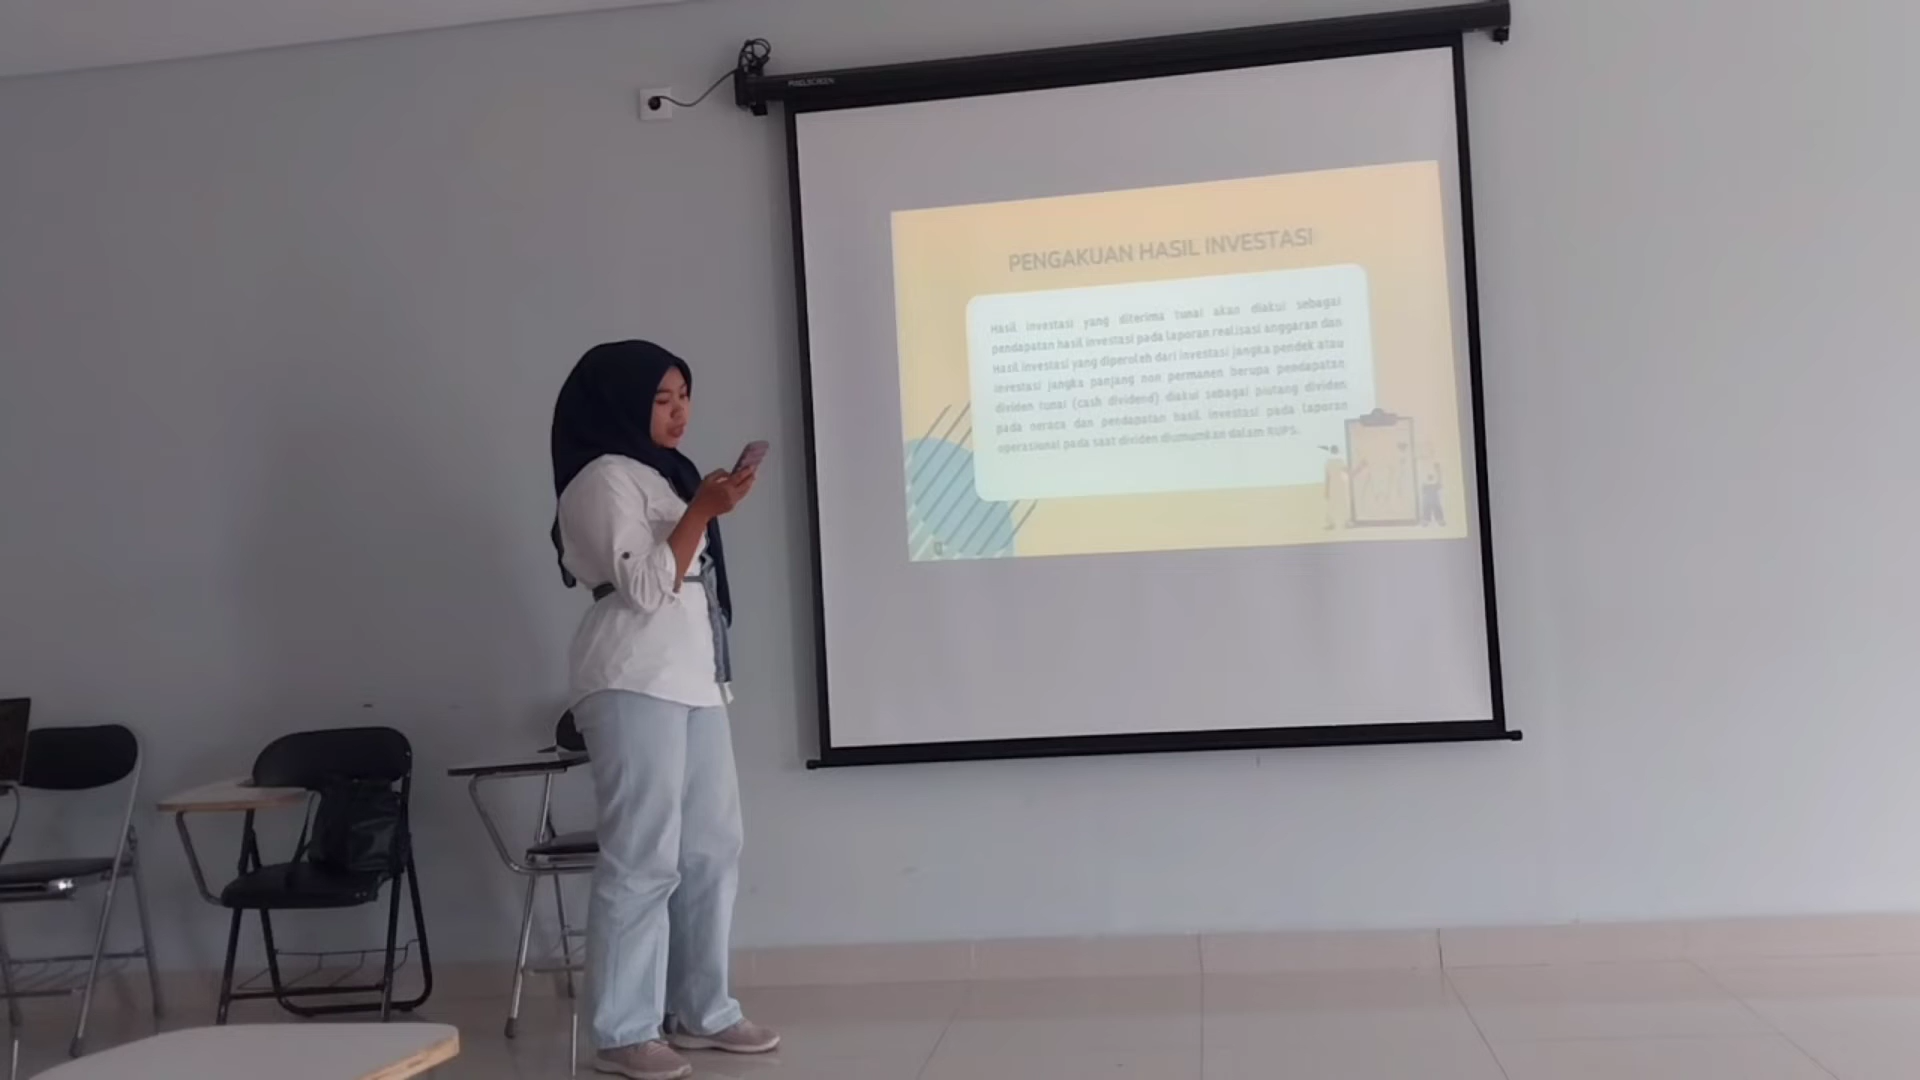 PIXELSCREEN
PENGAKUAN HASIL INVESTASI
Hasil investasi yang diterima tunai akan diakui sebagai
pendapatan hasil investasi pada laporan realisasi anggaran dan
Hasil investasi yang diperoleh dari investasi jangka pendek atau
investasi jangka panjang non permanen berupa pendapatan
dividen tunai (cash dividend) diakui sebagai piutang dividen
pada neraca dan pendapatan hasil investasi pada laporan
operasional pada saat dividen diumumkan dalam RUPS.